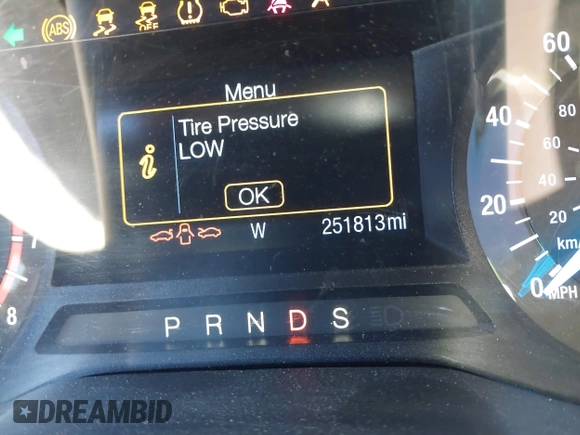 ABS
OFF
60
Menu
Tire Pressure
LOW
i
OK
W
251813mi
40
80
60
40
20
20
km/
0
MPH
7
8
P R N D S
DREAMBID